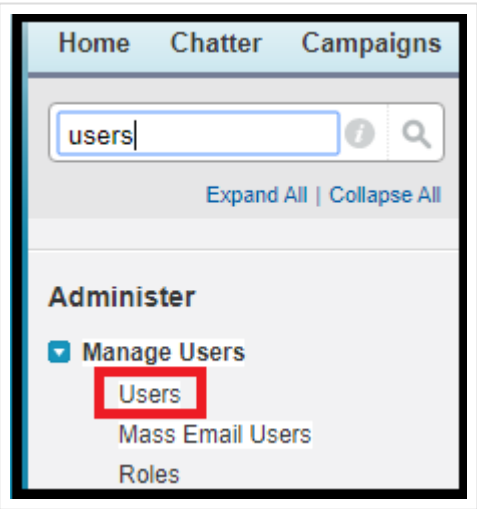 Home Chatter Campaigns
users
Expand All | Collapse All
Administer
Manage Users
Users
Mass Email Users
Roles